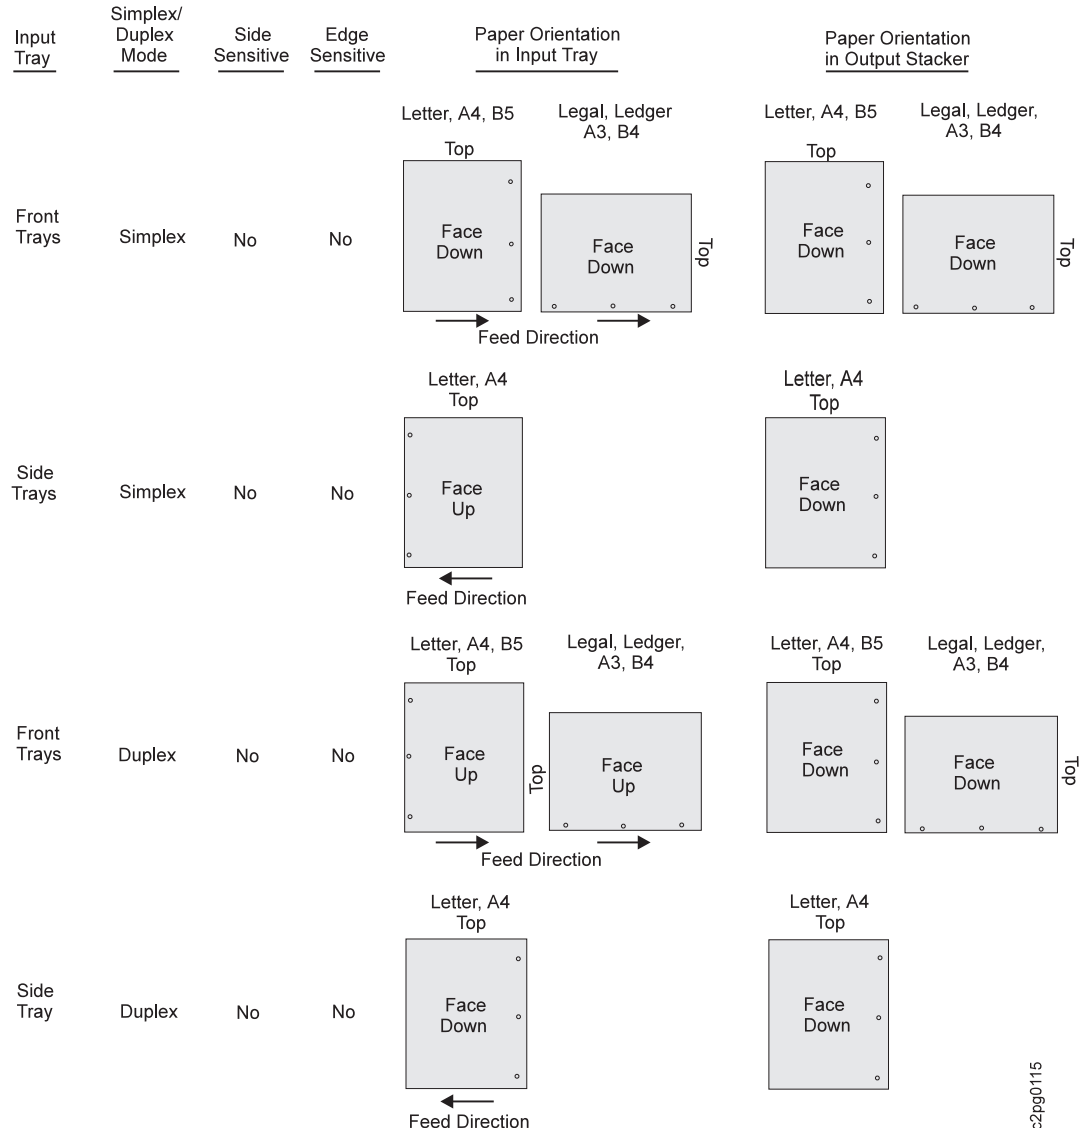 Simplex/
Input Duplex Side Edge Paper Orientation Paper Orientation
Tray Mode Sensitive Sensitive in Input Tray in Output Stacker
Letter, A4, B5 Legal, Ledger Letter, A4, B5 Legal, Ledger,
A3, B4 A3, B4
Top Top
Front Trays Simplex No No
Face Down
Face Down
Top
Face Down
Face Down
Top
Feed Direction
Letter, A4 Letter, A4
Top Top
Side Trays Simplex No No
Face Up
Face Down
Feed Direction
Letter, A4, B5 Legal, Ledger, Letter, A4, B5 Legal, Ledger,
Top A3, B4 Top A3, B4
Front Trays Duplex No No
Face Up
Top
Face Up
Face Down
Face Down
Top
Feed Direction
Letter, A4 Letter, A4
Top Top
Side Tray Duplex No No
Face Down
Face Down
Feed Direction
c2pg0115